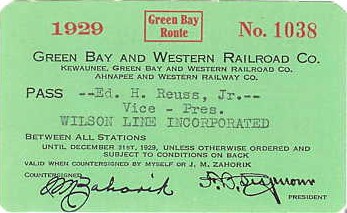 1929 Green Bay Route No. 1038
GREEN BAY AND WESTERN RAILROAD CO.
KEWAUNEE, GREEN BAY AND WESTERN RAILROAD CO.
AHNAPEE AND WESTERN RAILWAY CO.
PASS --Ed. H. Reuss, Jr.--
Vice - Pres.
WILSON LINE INCORPORATED
BETWEEN ALL STATIONS
UNTIL DECEMBER 31ST, 1929, UNLESS OTHERWISE ORDERED AND
SUBJECT TO CONDITIONS ON BACK
VALID WHEN COUNTERSIGNED BY MYSELF OR J. M. ZAHORIK
COUNTERSIGNED
JM Zahorik
PRESIDENT